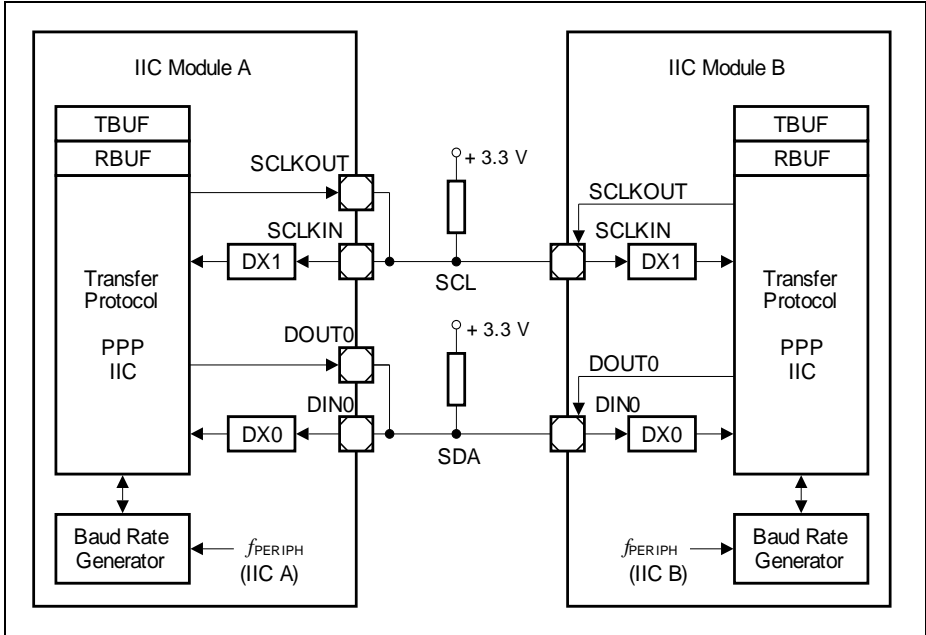 IIC Module A
TBUF
RBUF
Transfer
Protocol
PPP
IIC
SCLKOUT
SCLKIN
DX1
DOUT0
DIN0
DX0
Baud Rate
Generator
fPERIPH
(IIC A)
+ 3.3 V
SCL
+ 3.3 V
SDA
IIC Module B
TBUF
RBUF
SCLKOUT
SCLKIN
DX1
Transfer
Protocol
PPP
IIC
DOUT0
DIN0
DX0
fPERIPH
(IIC B)
Baud Rate
Generator